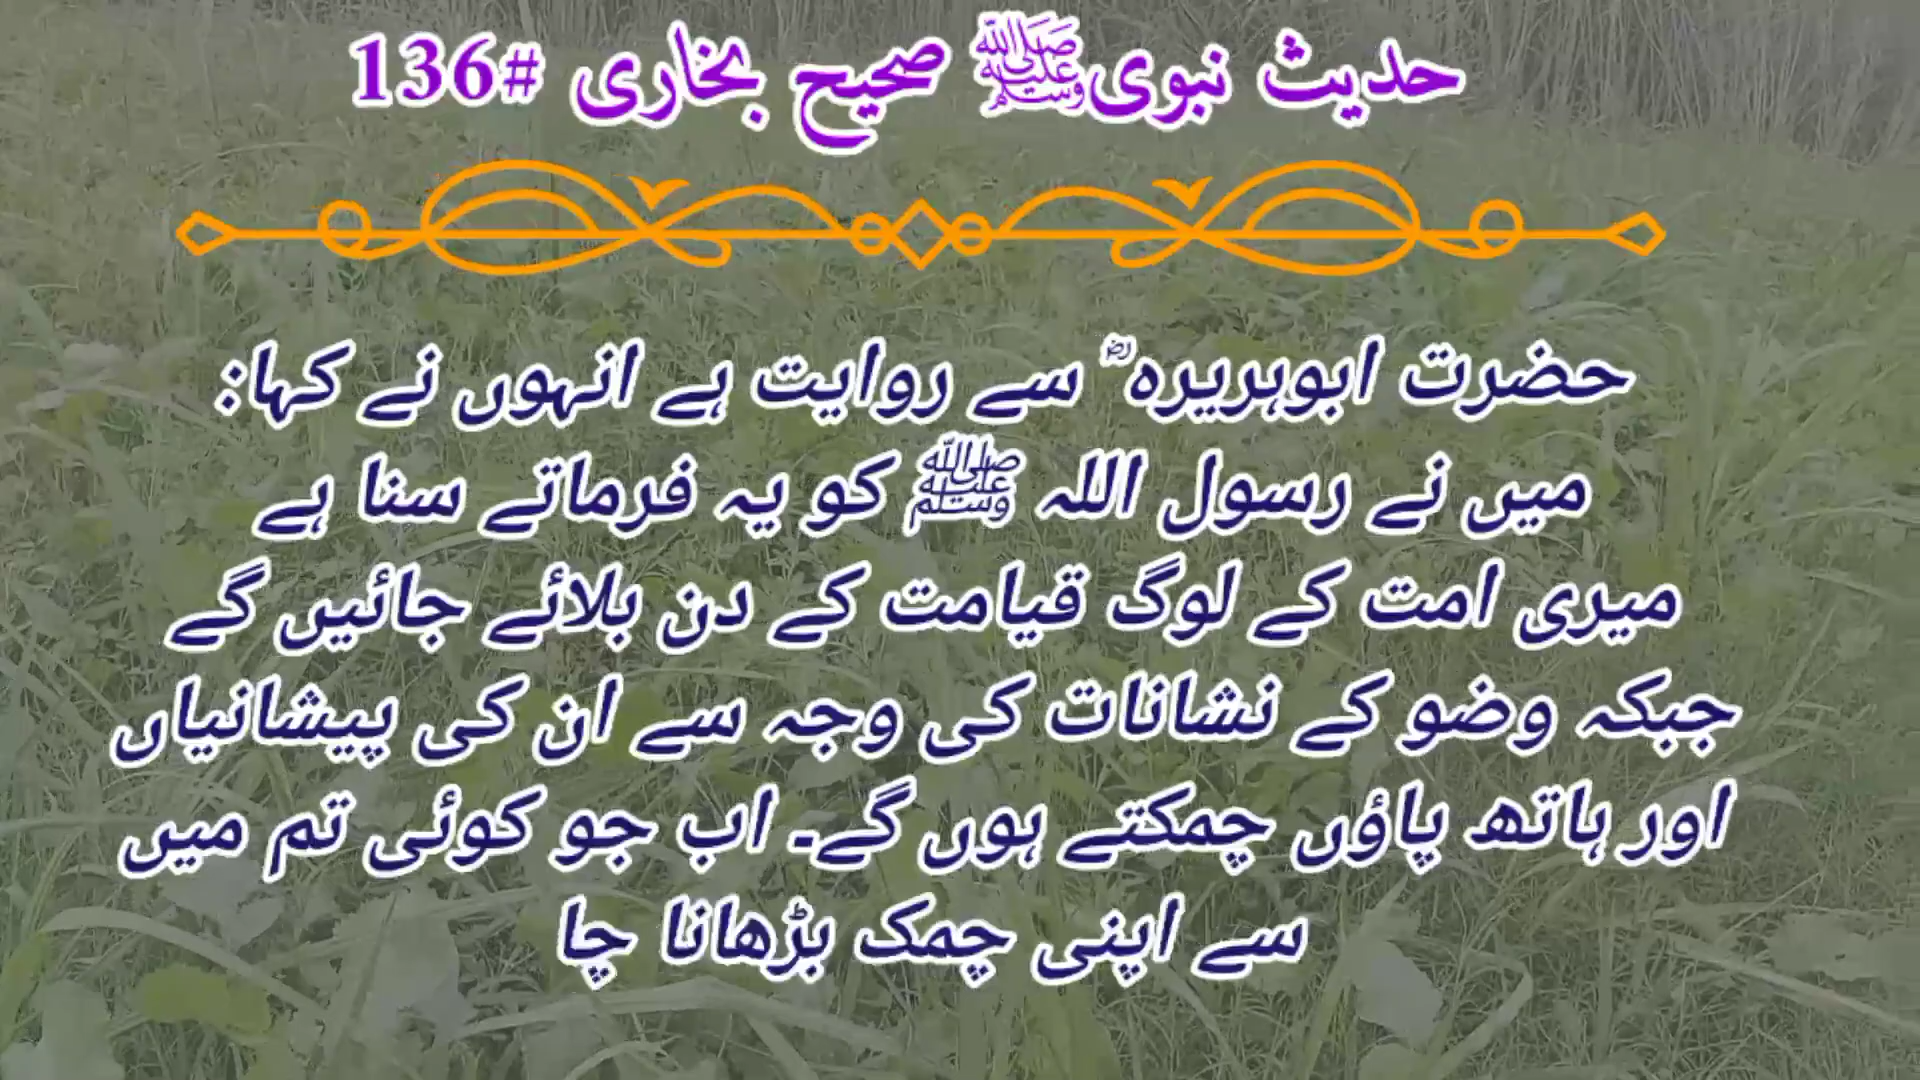 حدیث نبویﷺ صحیح بخاری #136
حضرت ابوہریرہ ؓ سے روایت ہے انہوں نے کہا:
میں نے رسول اللہ ﷺ کو یہ فرماتے سنا ہے
میری امت کے لوگ قیامت کے دن بلائے جائیں گے
جبکہ وضو کے نشانات کی وجہ سے ان کی پیشانیاں
اور ہاتھ پاؤں چمکتے ہوں گے۔ اب جو کوئی تم میں
سے اپنی چمک بڑھانا چا